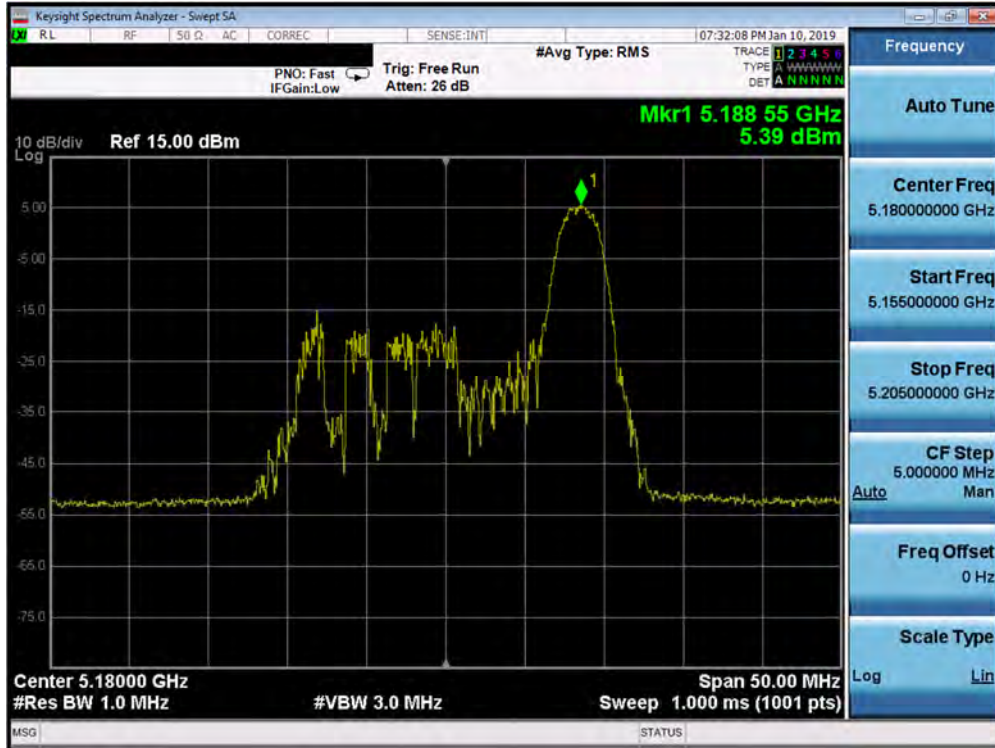 Keysight Spectrum Analyzer - Swept SA
LXI RL RF 50 Ω AC CORREC SENSE:INT 07:32:08 PM Jan 10, 2019
#Avg Type: RMS TRACE 1 2 3 4 5 6
PNO: Fast Trig: Free Run TYPE A WWWWW
IFGain:Low Atten: 26 dB DET A N N N N N
Mkr1 5.188 55 GHz
10 dB/div Ref 15.00 dBm 5.39 dBm
Log
1
5.00
-5.00
-15.0
-25.0
-35.0
-45.0
-55.0
-65.0
-75.0
Center 5.18000 GHz Span 50.00 MHz
#Res BW 1.0 MHz #VBW 3.0 MHz Sweep 1.000 ms (1001 pts)
MSG STATUS
Frequency
Auto Tune
Center Freq
5.180000000 GHz
Start Freq
5.155000000 GHz
Stop Freq
5.205000000 GHz
CF Step
5.000000 MHz
Auto Man
Freq Offset
0 Hz
Scale Type
Log Lin